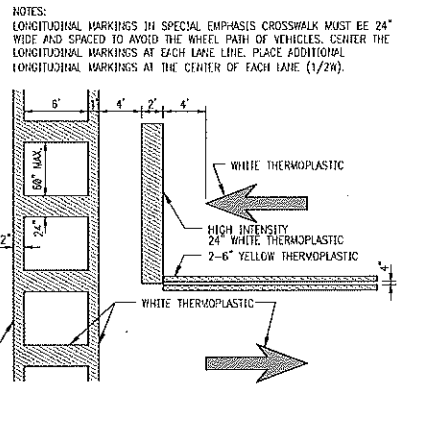 NOTES:
LONGITUDINAL MARKINGS IN SPECIAL EMPHASIS CROSSWALK MUST BE 24"
WIDE AND SPACED TO AVOID THE WHEEL PATH OF VEHICLES. CENTER THE
LONGITUDINAL MARKINGS AT EACH LANE LINE. PLACE ADDITIONAL
LONGITUDINAL MARKINGS AT THE CENTER OF EACH LANE (1/2W).
6' 1' 4' 2' 4'
60" MAX.
WHITE THERMOPLASTIC
24"
HIGH INTENSITY
24" WHITE THERMOPLASTIC
2"
2-6" YELLOW THERMOPLASTIC
4"
WHITE THERMOPLASTIC